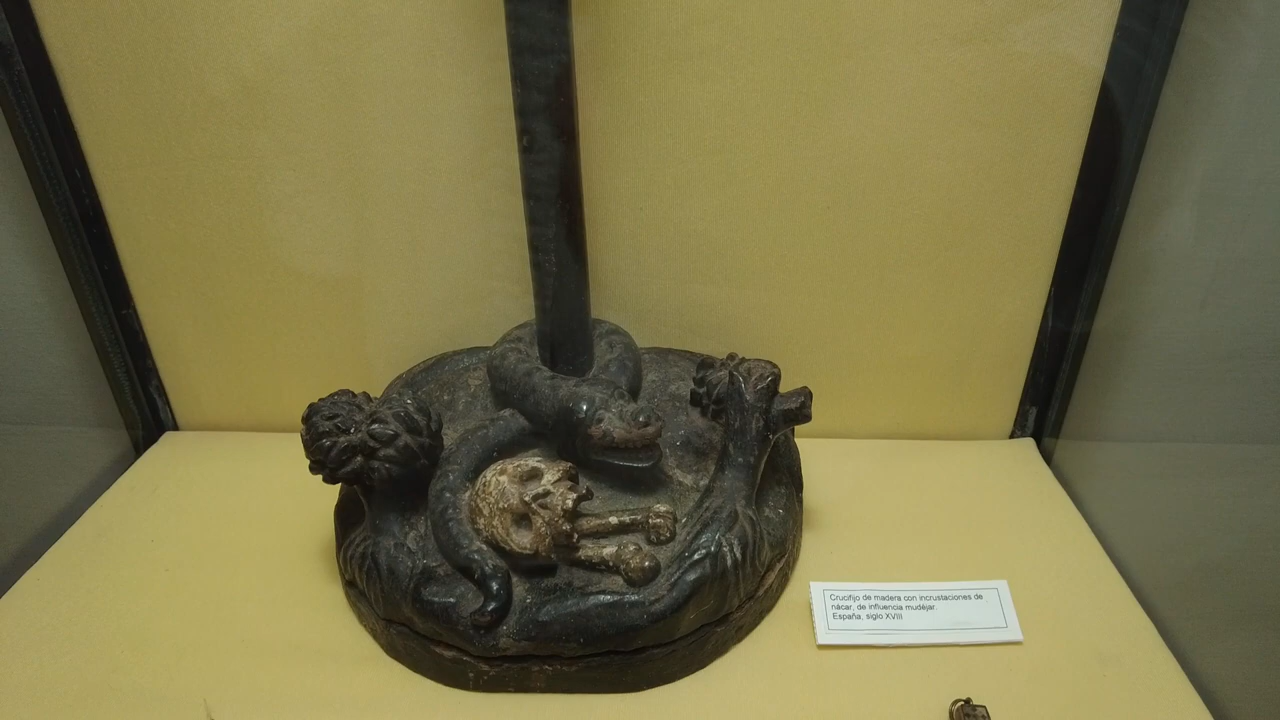 Crucifijo de madera con incrustaciones de
nácar, de influencia mudéjar.
España, siglo XVIII